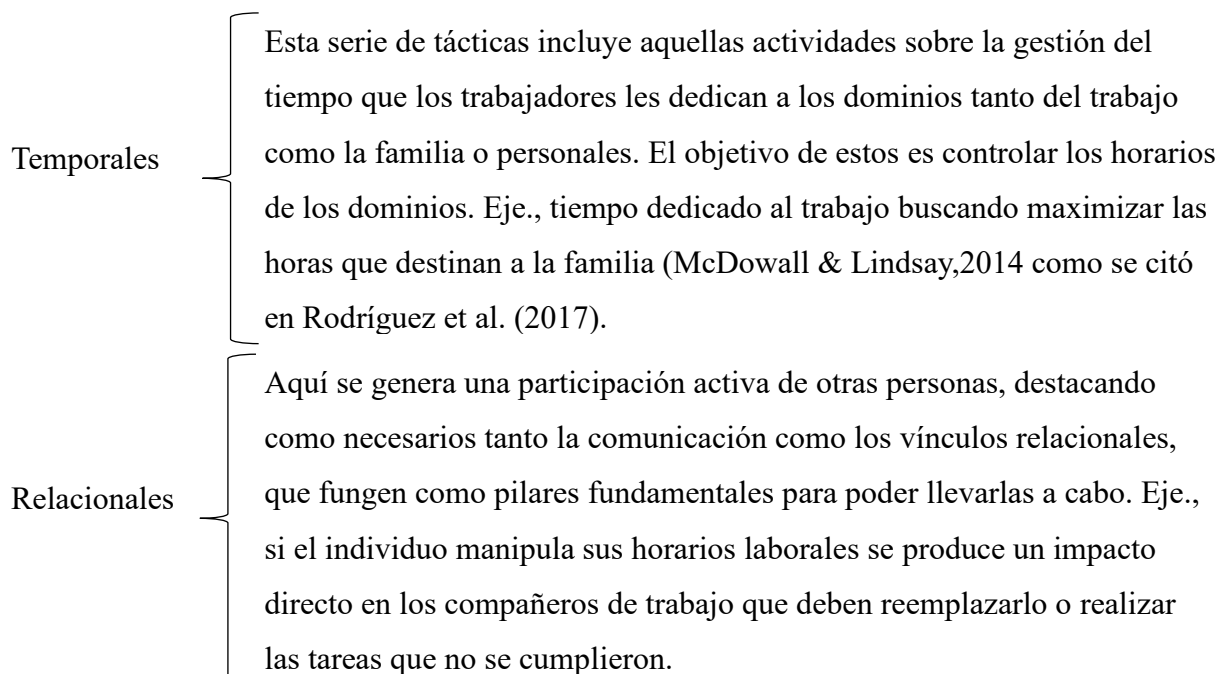 Esta serie de tácticas incluye aquellas actividades sobre la gestión del
tiempo que los trabajadores les dedican a los dominios tanto del trabajo
Temporales
como la familia o personales. El objetivo de estos es controlar los horarios
de los dominios. Eje., tiempo dedicado al trabajo buscando maximizar las
horas que destinan a la familia (McDowall & Lindsay,2014 como se citó
en Rodríguez et al. (2017).
Aquí se genera una participación activa de otras personas, destacando
como necesarios tanto la comunicación como los vínculos relacionales,
Relacionales
que fungen como pilares fundamentales para poder llevarlas a cabo. Eje.,
si el individuo manipula sus horarios laborales se produce un impacto
directo en los compañeros de trabajo que deben reemplazarlo o realizar
las tareas que no se cumplieron.